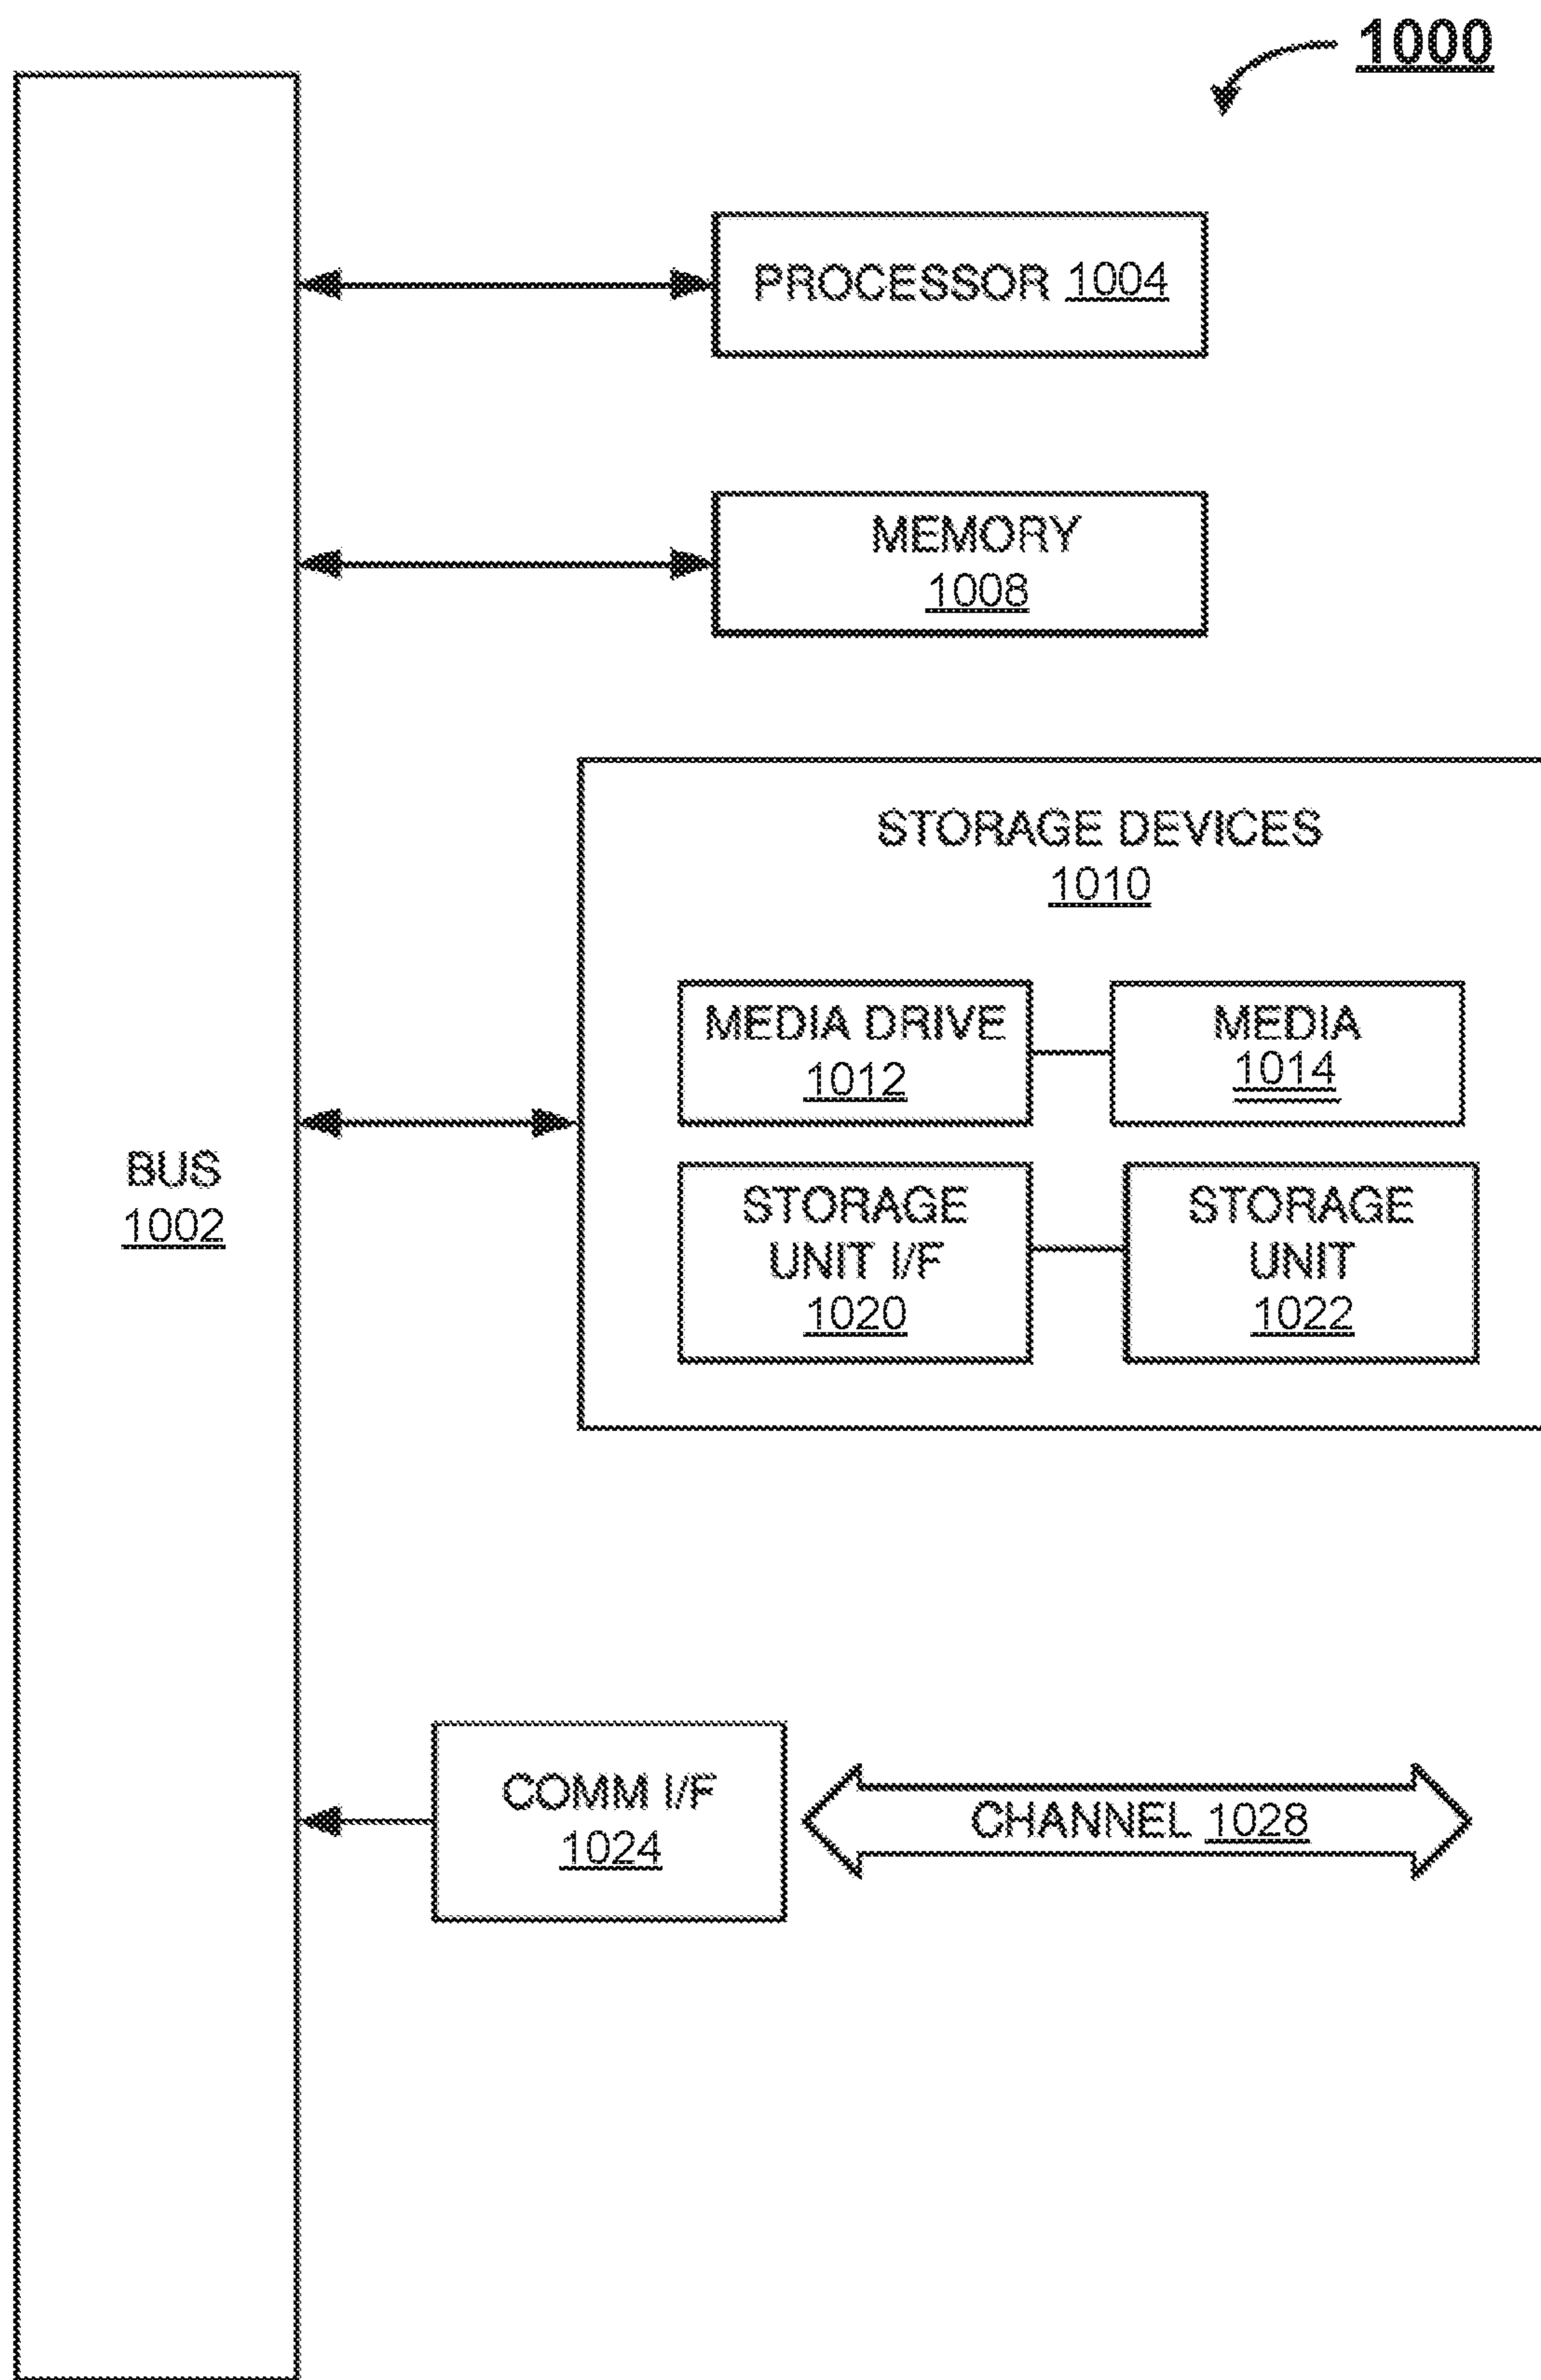 1000
PROCESSOR 1004
MEMORY
1008
STORAGE DEVICES
1010
MEDIA DRIVE
1012
MEDIA
1014
BUS
1002
STORAGE
UNIT I/F
1020
STORAGE
UNIT
1022
COMM I/F
1024
CHANNEL 1028